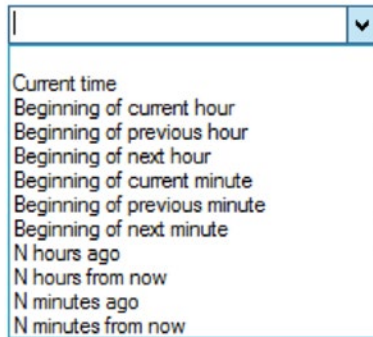 Current time
Beginning of current hour
Beginning of previous hour
Beginning of next hour
Beginning of current minute
Beginning of previous minute
Beginning of next minute
N hours ago
N hours from now
N minutes ago
N minutes from now